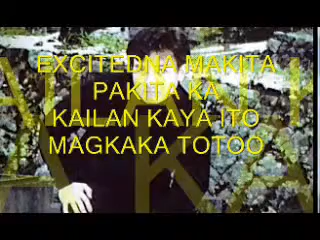 EXCITEDNA MAKITA
PAKITA KA
KAILAN KAYA ITO
MAGKAKA TOTOO